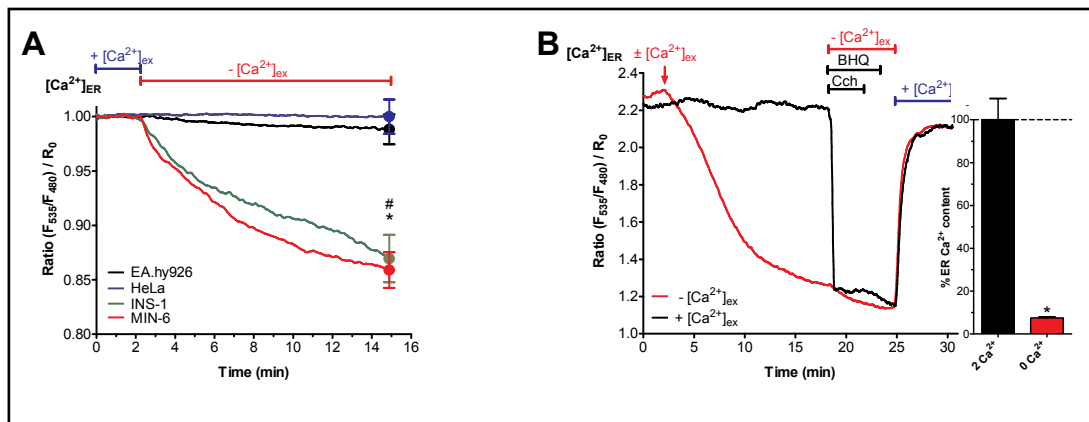 A
+ [Ca²⁺]ex
- [Ca²⁺]ex
[Ca²⁺]ER
Ratio (F535/F480) / R0
1.00
0.95
0.90
0.85
0.80
#
*
EA.hy926
HeLa
INS-1
MIN-6
0 2 4 6 8 10 12 14 16
Time (min)
B
- [Ca²⁺]ex
[Ca²⁺]ER ± [Ca²⁺]ex
BHQ
Cch
+ [Ca²⁺]
Ratio (F535/F480) / R0
2.4
2.2
2.0
1.8
1.6
1.4
1.2
1.0
- [Ca²⁺]ex
+ [Ca²⁺]ex
0 5 10 15 20 25 30
Time (min)
% ER Ca²⁺ content
100
80
60
40
20
0
*
2 Ca²⁺
0 Ca²⁺